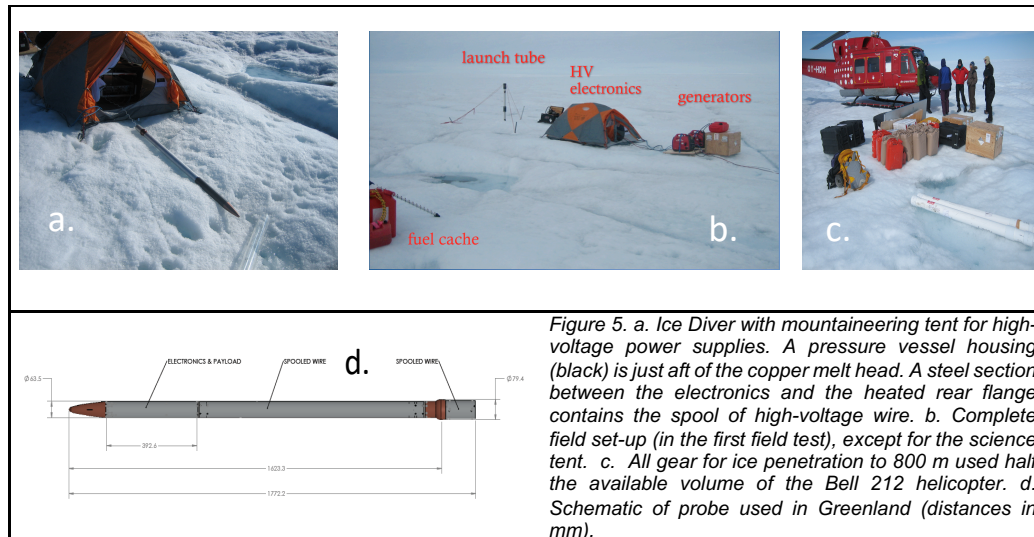 launch tube
HV
electronics
generators
fuel cache
a.
b.
OY-HDM
c.
d.
ELECTRONICS & PAYLOAD
SPOOLED WIRE
SPOOLED WIRE
Ø63.5
Ø79.4
392.6
1623.3
1772.2
Figure 5. a. Ice Diver with mountaineering tent for high-
voltage power supplies. A pressure vessel housing
(black) is just aft of the copper melt head. A steel section
between the electronics and the heated rear flange
contains the spool of high-voltage wire. b. Complete
field set-up (in the first field test), except for the science
tent. c. All gear for ice penetration to 800 m used half
the available volume of the Bell 212 helicopter. d.
Schematic of probe used in Greenland (distances in
mm).